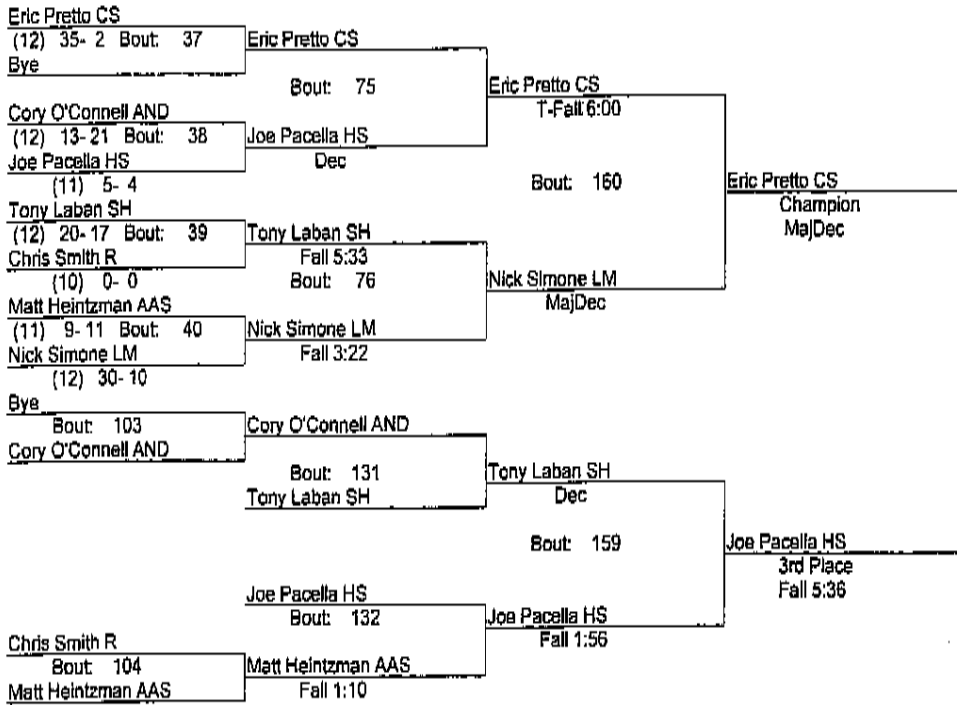 Eric Pretto CS
(12) 35- 2 Bout: 37
Bye
Eric Pretto CS
Bout: 75
Cory O'Connell AND
(12) 13- 21 Bout: 38
Joe Pacella HS
(11) 5- 4
Joe Pacella HS
Dec
Eric Pretto CS
T-Fall 6:00
Bout: 160
Tony Laban SH
(12) 20- 17 Bout: 39
Chris Smith R
(10) 0- 0
Tony Laban SH
Fall 5:33
Bout: 76
Matt Heintzman AAS
(11) 9- 11 Bout: 40
Nick Simone LM
(12) 30- 10
Nick Simone LM
Fall 3:22
Nick Simone LM
MajDec
Eric Pretto CS
Champion
MajDec
Bye
Bout: 103
Cory O'Connell AND
Cory O'Connell AND
Bout: 131
Tony Laban SH
Tony Laban SH
Dec
Bout: 159
Joe Pacella HS
Bout: 132
Chris Smith R
Bout: 104
Matt Heintzman AAS
Matt Heintzman AAS
Fall 1:10
Joe Pacella HS
Fall 1:56
Joe Pacella HS
3rd Place
Fall 5:36